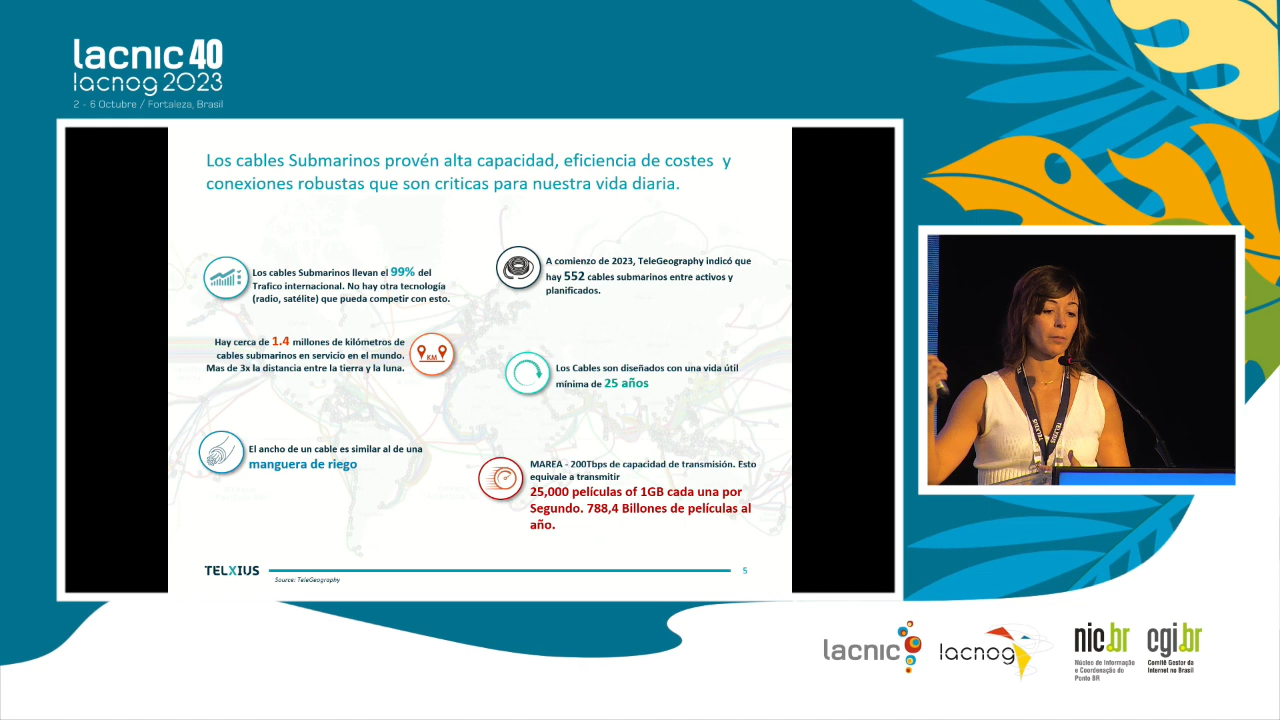 lacnic 40
lacnog 2023
2 - 6 Octubre / Fortaleza, Brasil
Los cables Submarinos provén alta capacidad, eficiencia de costes y
conexiones robustas que son criticas para nuestra vida diaria.
Los cables Submarinos llevan el 99% del
Trafico internacional. No hay otra tecnología
(radio, satélite) que pueda competir con esto.
A comienzo de 2023, TeleGeography indicó que
hay 552 cables submarinos entre activos y
planificados.
Hay cerca de 1.4 millones de kilómetros de
cables submarinos en servicio en el mundo.
Mas de 3x la distancia entre la tierra y la luna.
KM
Los Cables son diseñados con una vida útil
mínima de 25 años
El ancho de un cable es similar al de una
manguera de riego
MAREA - 200Tbps de capacidad de transmisión. Esto
equivale a transmitir
25,000 películas of 1GB cada una por
Segundo. 788,4 Billones de películas al
año.
TELXIUS
Source: TeleGeography
5
TELXIUS
TELXIUS
lacnic
lacnog
nic.br
Núcleo de Informação
e Coordenação do
Ponto BR
cgi.br
Comitê Gestor da
Internet no Brasil